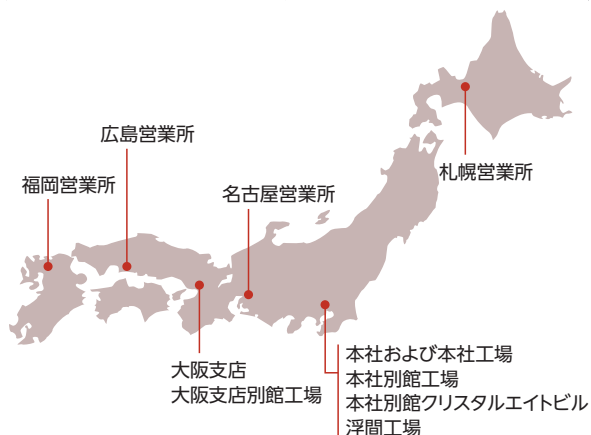 広島営業所
福岡営業所
名古屋営業所
札幌営業所
大阪支店
大阪支店別館工場
本社および本社工場
本社別館工場
本社別館クリスタルエイトビル
浮間工場